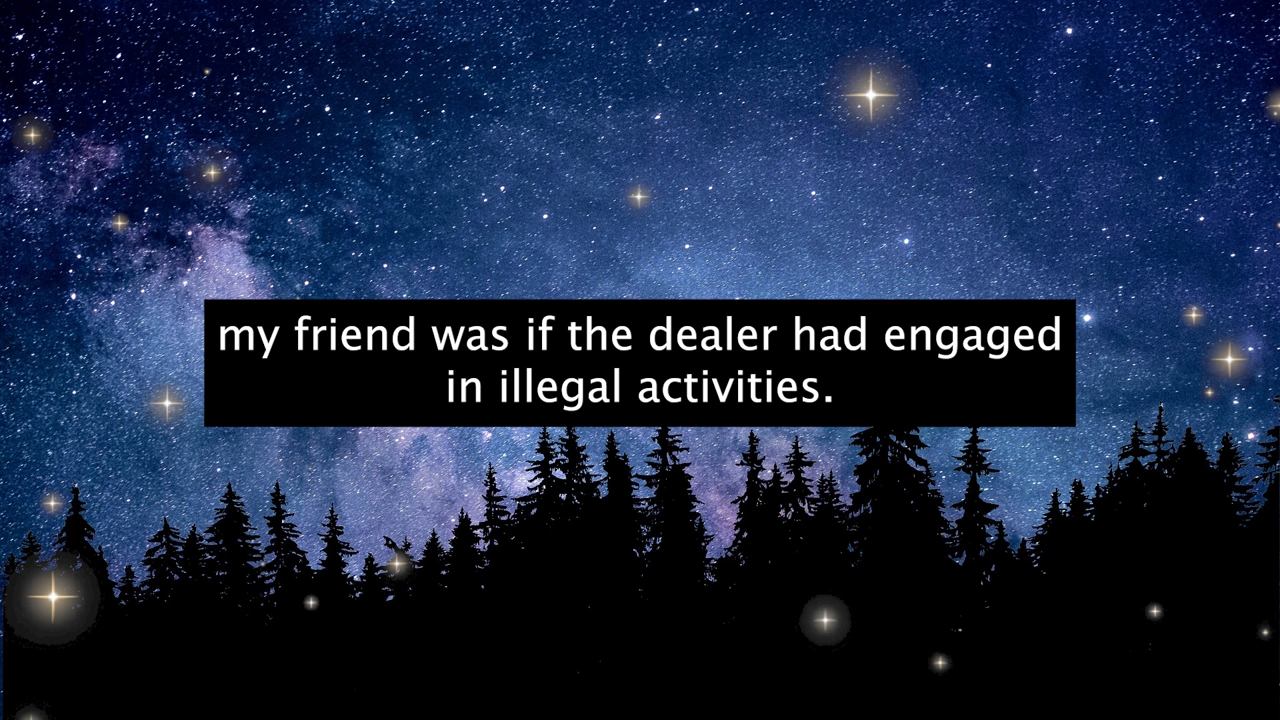 my friend was if the dealer had engaged
in illegal activities.